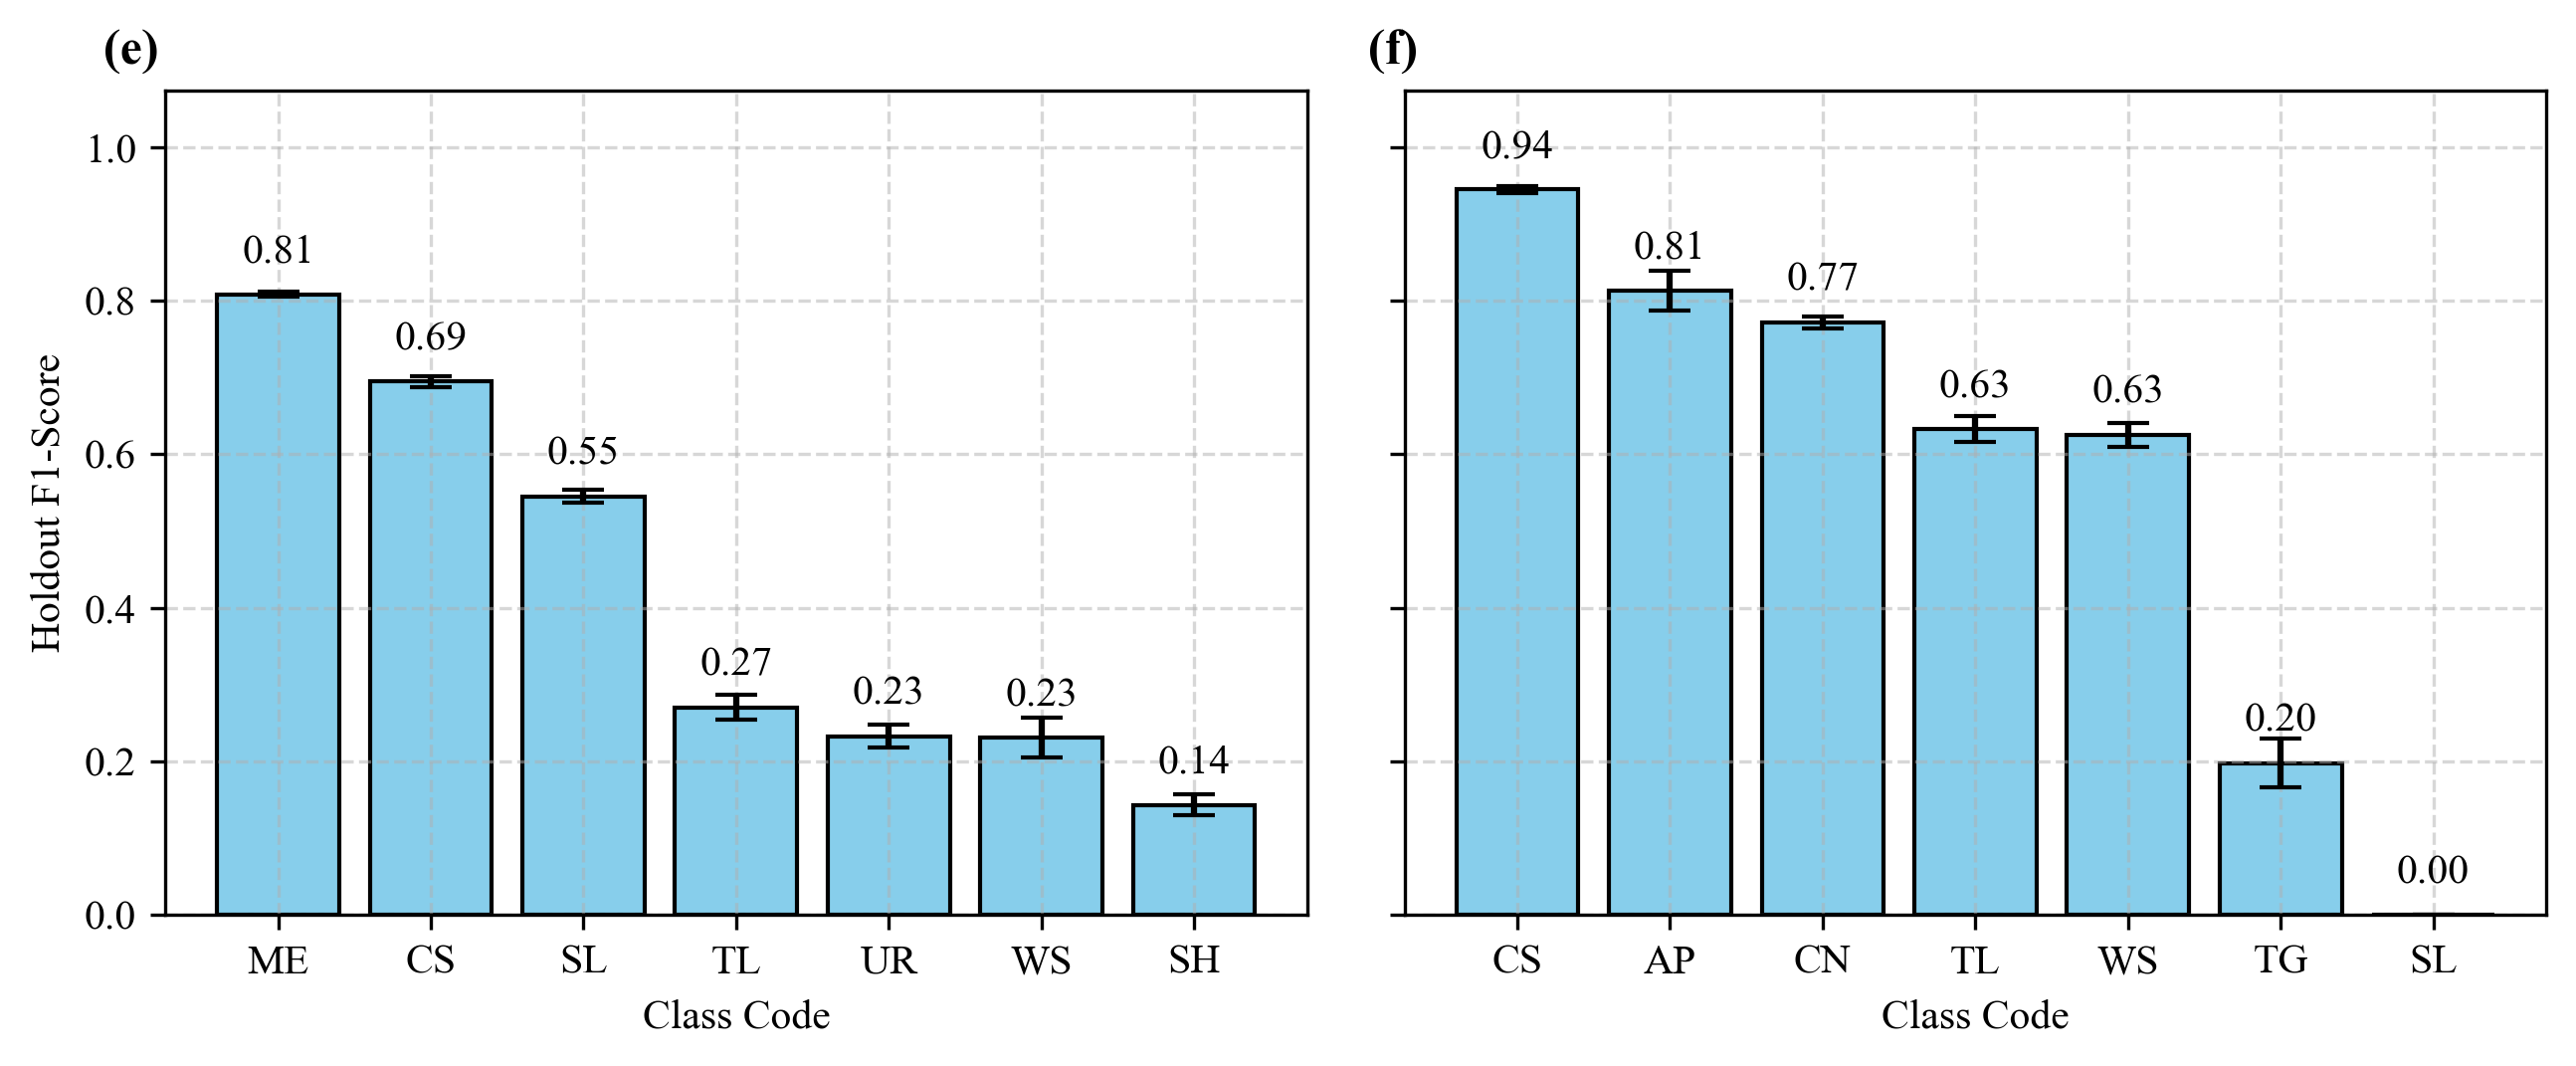 (e)
Holdout F1-Score
1.0
0.8
0.6
0.4
0.2
0.0
0.81
0.69
0.55
0.27
0.23
0.23
0.14
ME CS SL TL UR WS SH
Class Code
(f)
0.94
0.81
0.77
0.63
0.63
0.20
0.00
CS AP CN TL WS TG SL
Class Code